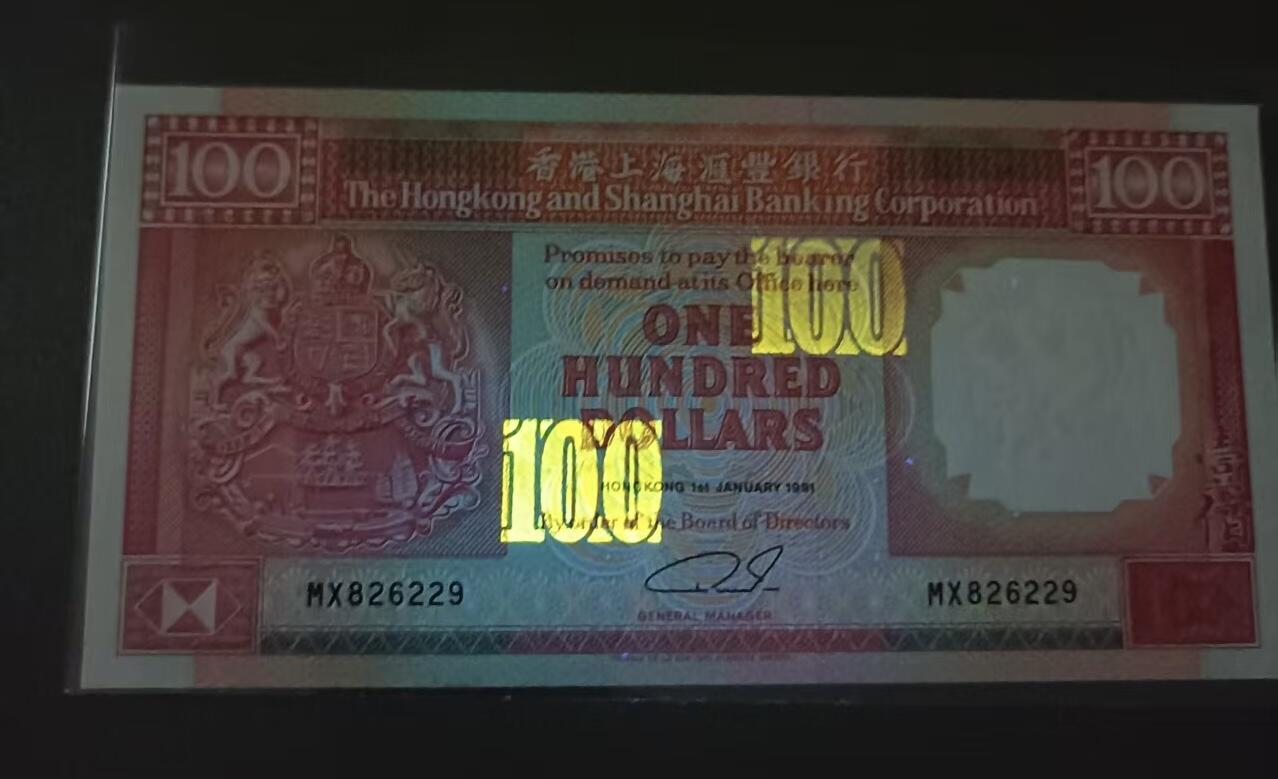 100
香港上海滙豐銀行
100
The Hongkong and Shanghai Banking Corporation
Promises to pay the bearer
on demand at its Office here
100
ONE
HUNDRED
DOLLARS
100
HONGKONG 1st JANUARY 1991
By order of the Board of Directors
MX826229
MX826229
GENERAL MANAGER